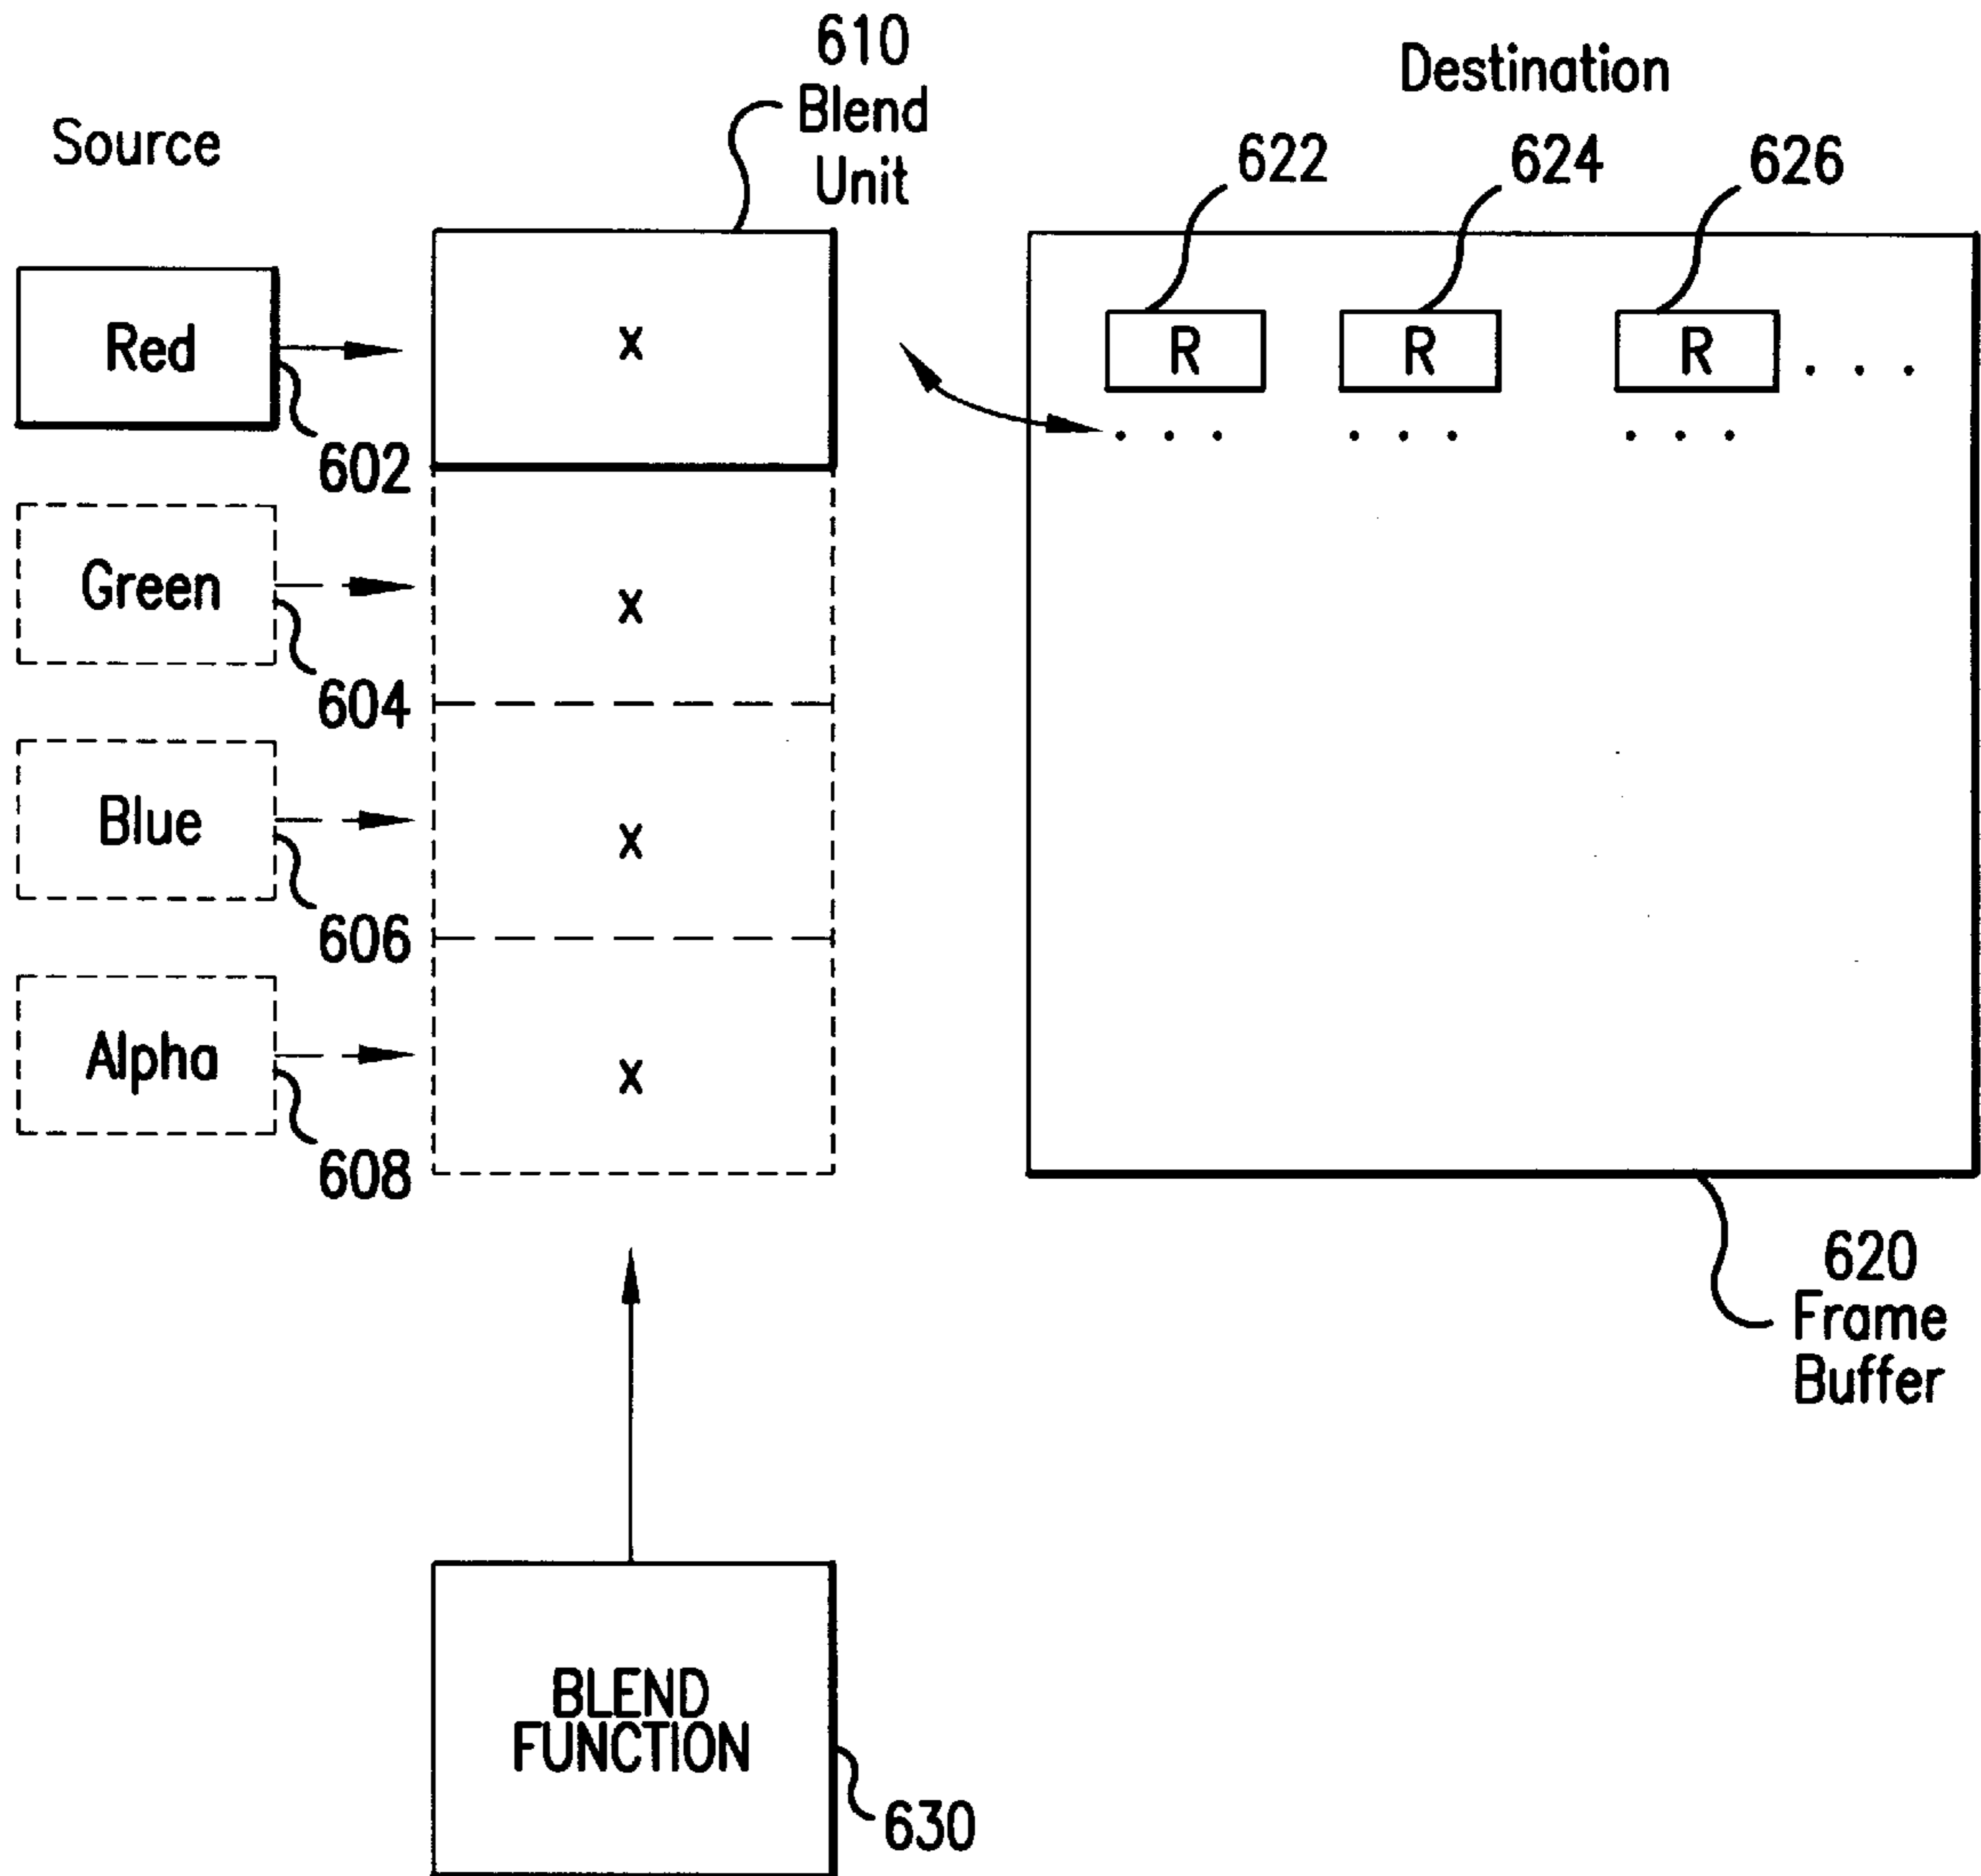 Source
610
Blend
Unit
Destination
622
624
626
Red
x
R
R
R . . .
. . .
. . .
. . .
602
Green
x
604
Blue
x
606
Alpha
x
608
620
Frame
Buffer
BLEND
FUNCTION
630